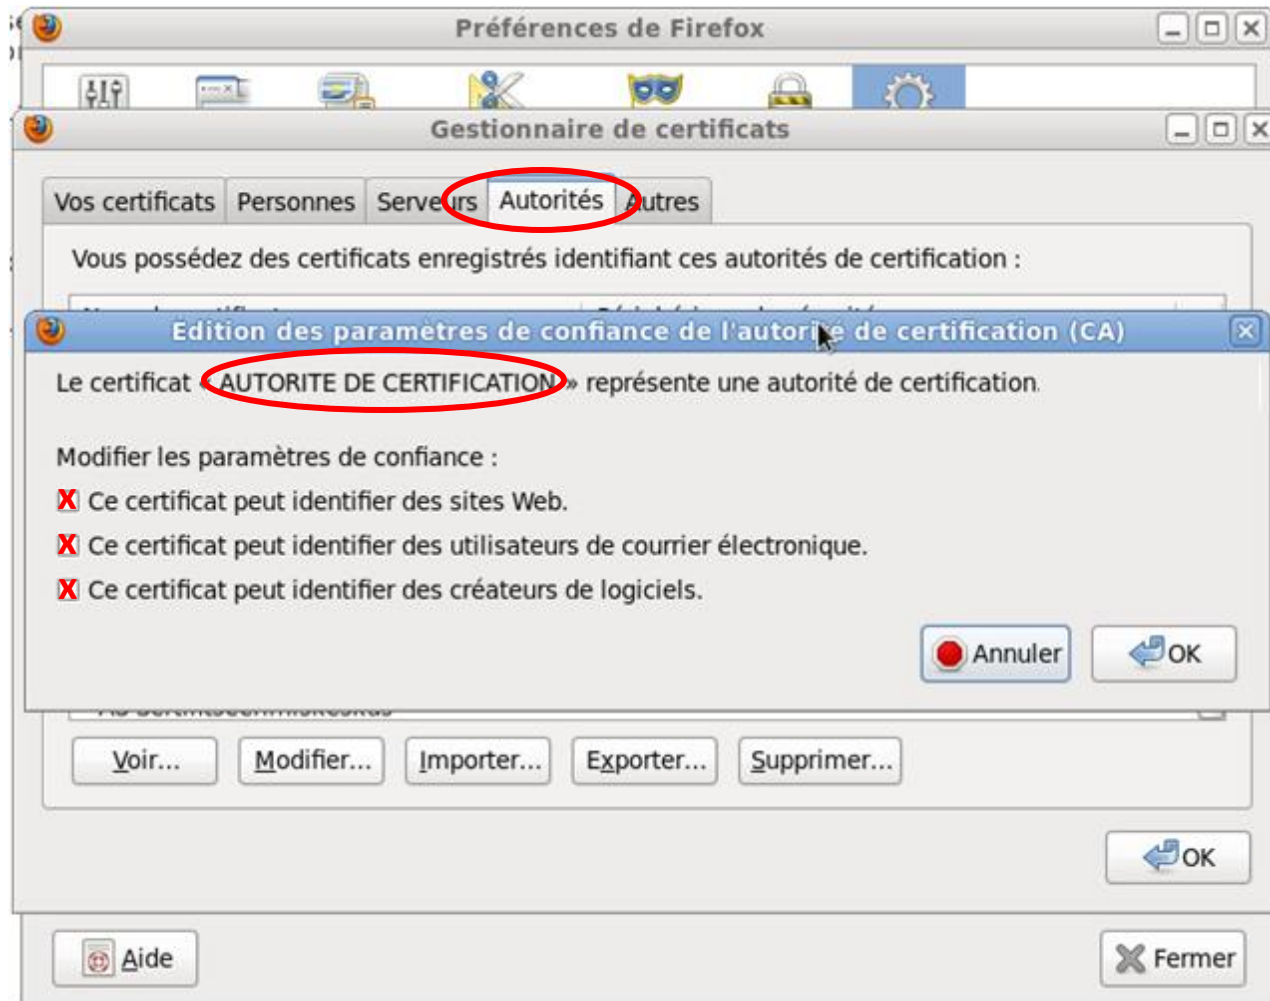 Préférences de Firefox
Gestionnaire de certificats
Vos certificats Personnes Serveurs Autorités Autres
Vous possédez des certificats enregistrés identifiant ces autorités de certification :
Edition des paramètres de confiance de l'autorité de certification (CA)
Le certificat « AUTORITE DE CERTIFICATION » représente une autorité de certification.
Modifier les paramètres de confiance :
X Ce certificat peut identifier des sites Web.
X Ce certificat peut identifier des utilisateurs de courrier électronique.
X Ce certificat peut identifier des créateurs de logiciels.
Annuler OK
Voir... Modifier... Importer... Exporter... Supprimer...
OK
Aide Fermer